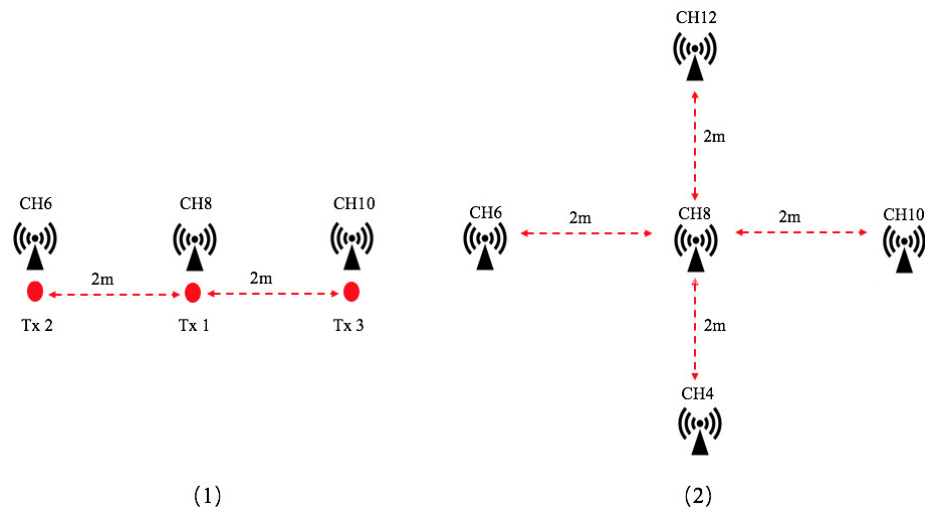 CH12
2m
CH6 CH8 CH10
2m 2m
Tx 2 Tx 1 Tx 3
CH6 2m CH8 2m CH10
2m
CH4
(1) (2)